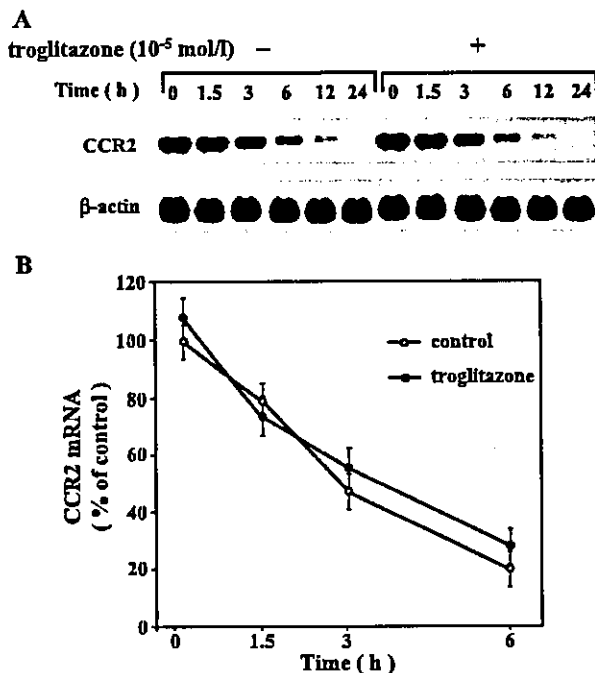 A
troglitazone (10⁻⁵ mol/l) − +
Time ( h ) 0 1.5 3 6 12 24 0 1.5 3 6 12 24
CCR2
β-actin
B
120
100
80
60
40
20
0
CCR2 mRNA
( % of control )
control
troglitazone
0 1.5 3 6
Time ( h )